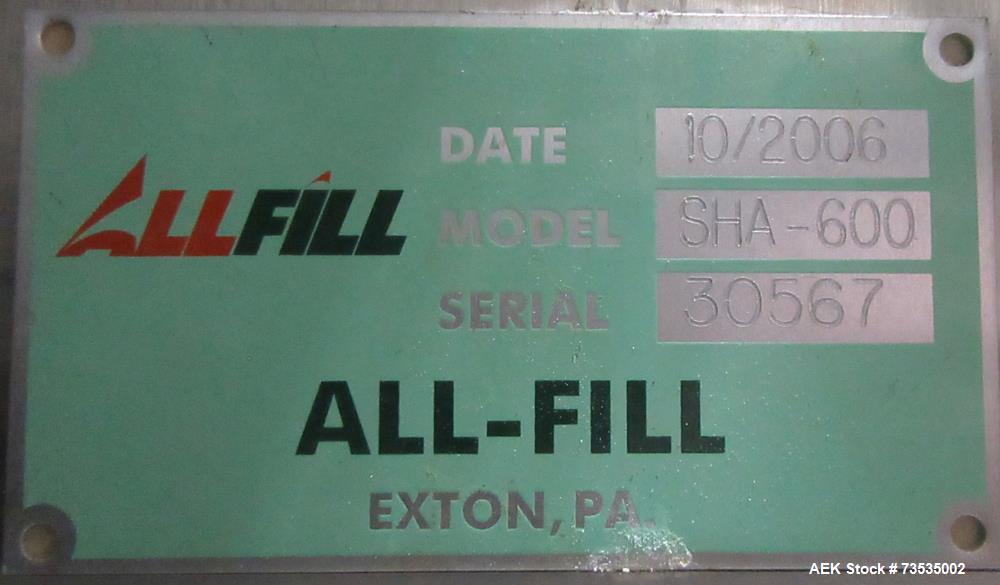 ALLFILL
DATE 10/2006
MODEL SHA-600
SERIAL 30567
ALL-FILL
EXTON, PA.
AEK Stock # 73535002